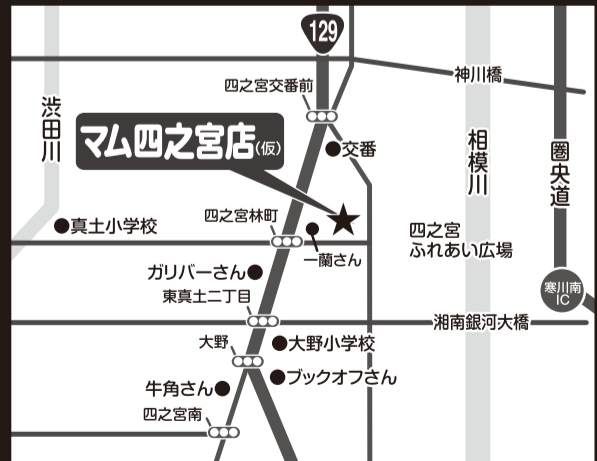 129
神川橋
四之宮交番前
渋田川
マム四之宮店(仮)
交番
相模川
圏央道
四之宮林町
真土小学校
一蘭さん
四之宮
ふれあい広場
ガリバーさん
東真土二丁目
寒川南
IC
湘南銀河大橋
大野
大野小学校
ブックオフさん
牛角さん
四之宮南